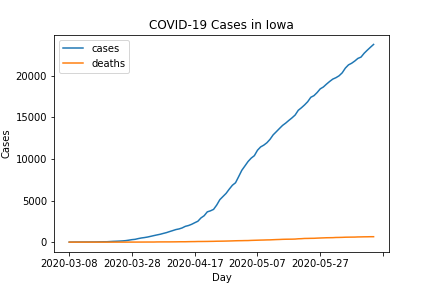 COVID-19 Cases in Iowa
cases
deaths
20000
15000
10000
5000
0
Cases
2020-03-08 2020-03-28 2020-04-17 2020-05-07 2020-05-27
Day